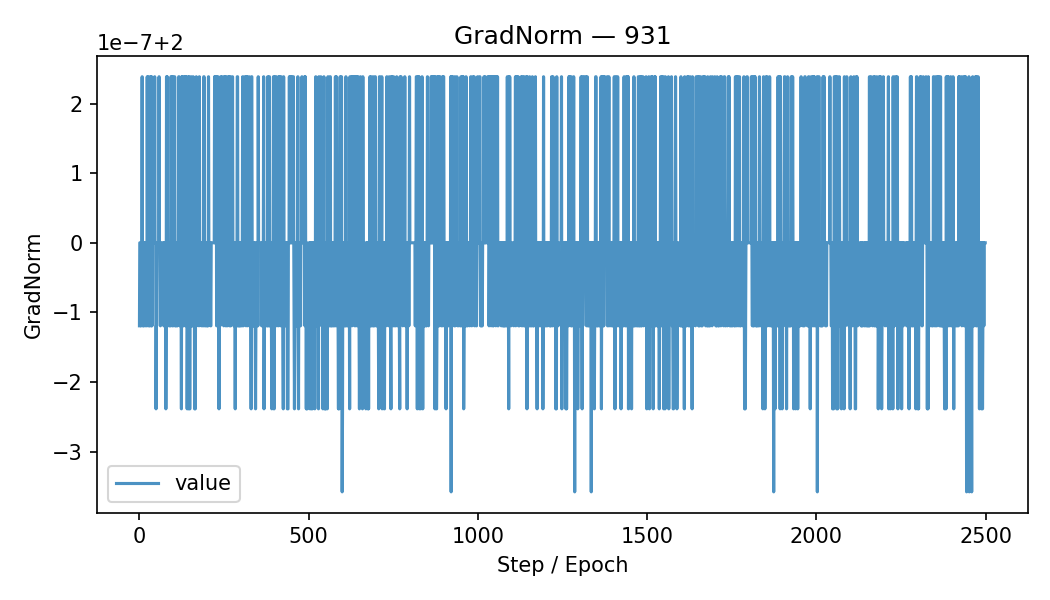 GradNorm — 931
1e−7+2
2
1
0
−1
−2
−3
GradNorm
value
0
500
1000
1500
2000
2500
Step / Epoch